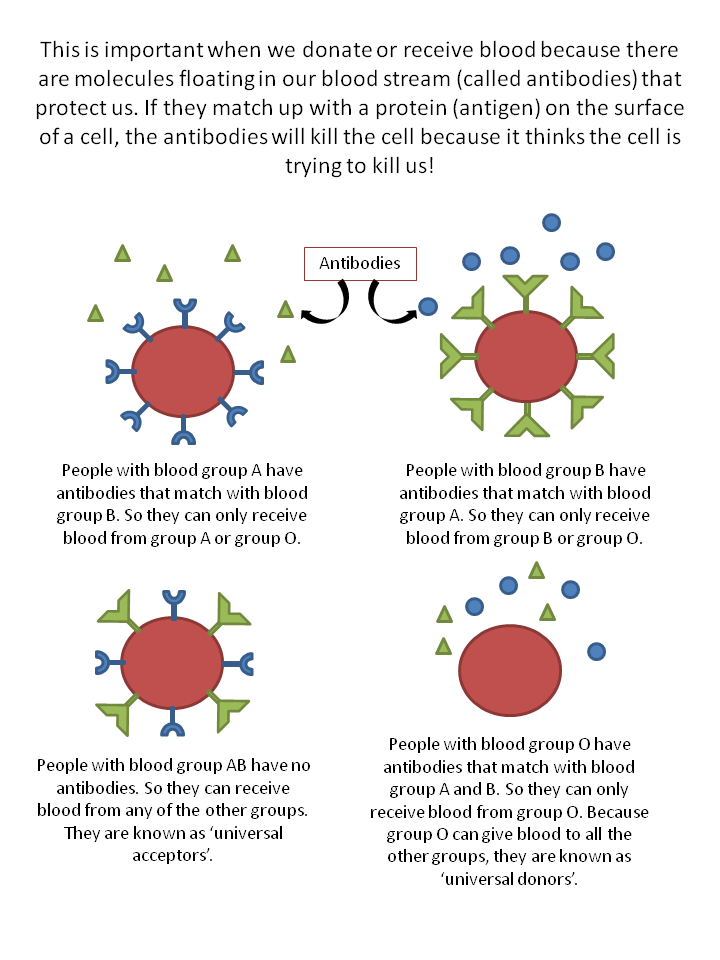 This is important when we donate or receive blood because there
are molecules floating in our blood stream (called antibodies) that
protect us. If they match up with a protein (antigen) on the surface
of a cell, the antibodies will kill the cell because it thinks the cell is
trying to kill us!
Antibodies
People with blood group A have
antibodies that match with blood
group B. So they can only receive
blood from group A or group O.
People with blood group B have
antibodies that match with blood
group A. So they can only receive
blood from group B or group O.
People with blood group AB have no
antibodies. So they can receive
blood from any of the other groups.
They are known as ‘universal
acceptors’.
People with blood group O have
antibodies that match with blood
group A and B. So they can only
receive blood from group O. Because
group O can give blood to all the
other groups, they are known as
‘universal donors’.